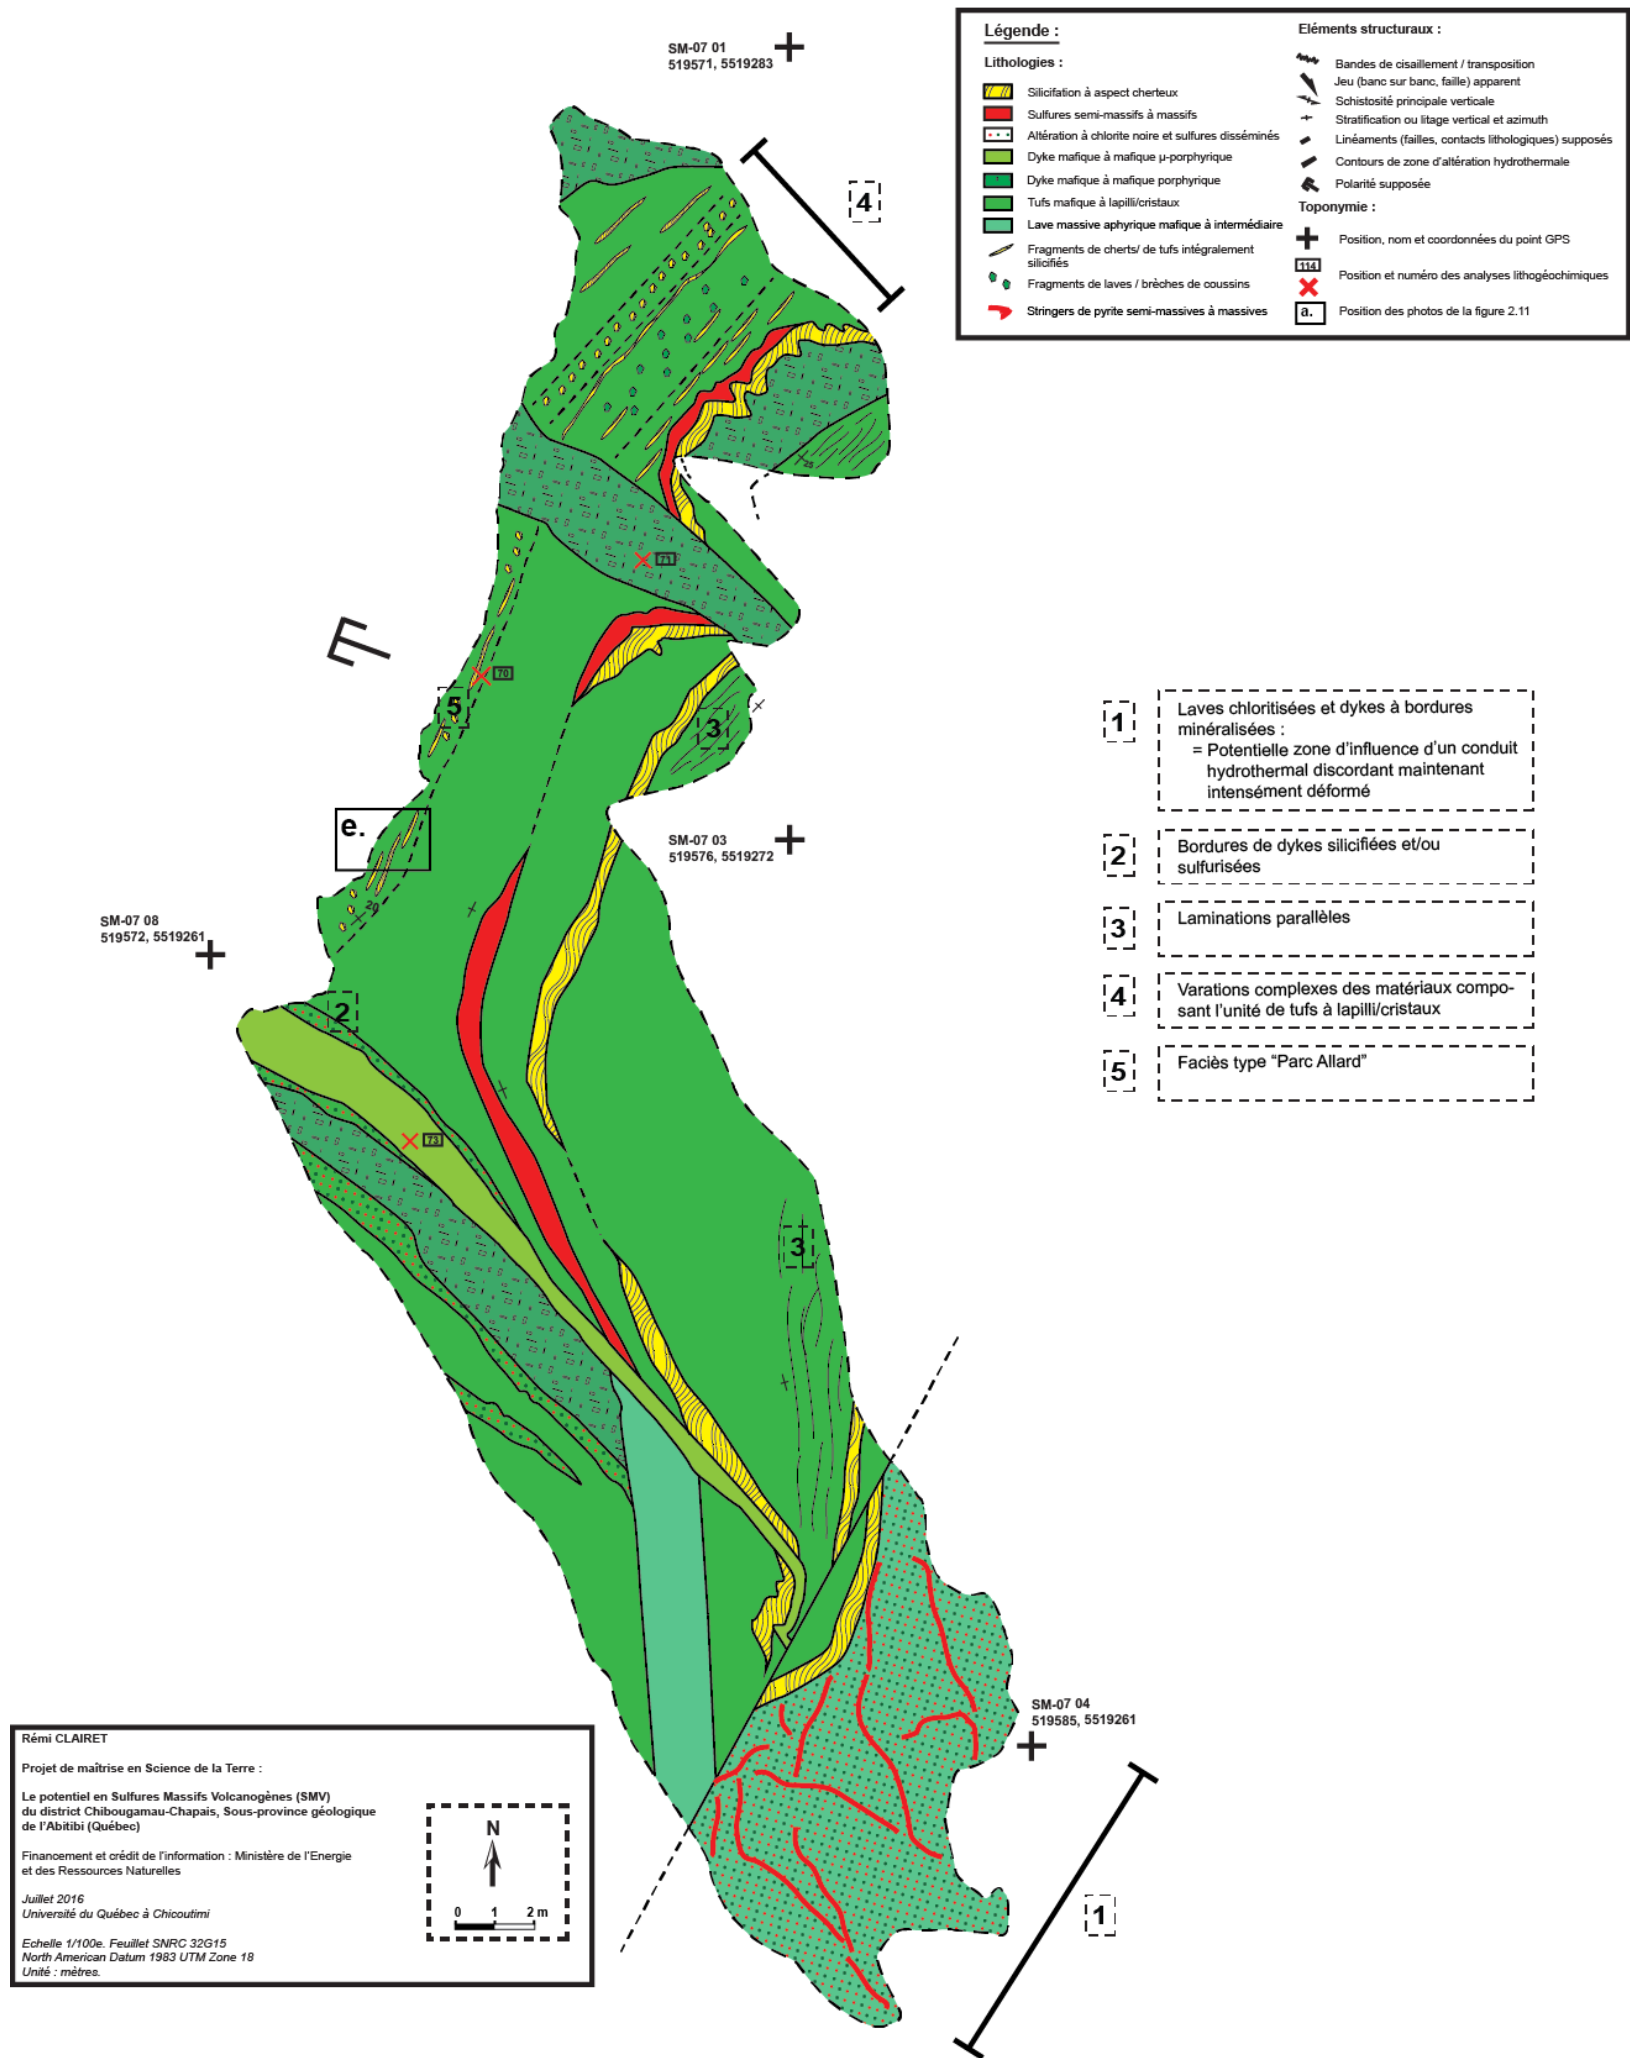 SM-07 01
519571, 5519283
Légende :
Lithologies :
Silicifation à aspect cherteux
Sulfures semi-massifs à massifs
Altération à chlorite noire et sulfures disséminés
Dyke mafique à mafique µ-porphyrique
Dyke mafique à mafique porphyrique
Tufs mafique à lapilli/cristaux
Lave massive aphyrique mafique à intermédiaire
Fragments de cherts/ de tufs intégralement
silicifiés
Fragments de laves / brèches de coussins
Stringers de pyrite semi-massives à massives
Eléments structuraux :
Bandes de cisaillement / transposition
Jeu (banc sur banc, faille) apparent
Schistosité principale verticale
Stratification ou litage vertical et azimuth
Linéaments (failles, contacts lithologiques) supposés
Contours de zone d'altération hydrothermale
Polarité supposée
Toponymie :
Position, nom et coordonnées du point GPS
114
Position et numéro des analyses lithogéochimiques
a.
Position des photos de la figure 2.11
4
71
70
5
3
e.
SM-07 03
519576, 5519272
20
SM-07 08
519572, 5519261
2
73
3
1
Laves chloritisées et dykes à bordures
minéralisées :
= Potentielle zone d'influence d'un conduit
hydrothermal discordant maintenant
intensément déformé
2
Bordures de dykes silicifiées et/ou
sulfurisées
3
Laminations parallèles
4
Varations complexes des matériaux compo-
sant l'unité de tufs à lapilli/cristaux
5
Faciès type “Parc Allard”
SM-07 04
519585, 5519261
1
Rémi CLAIRET
Projet de maîtrise en Science de la Terre :
Le potentiel en Sulfures Massifs Volcanogènes (SMV)
du district Chibougamau-Chapais, Sous-province géologique
de l'Abitibi (Québec)
Financement et crédit de l'information : Ministère de l'Energie
et des Ressources Naturelles
Juillet 2016
Université du Québec à Chicoutimi
Echelle 1/100e. Feuillet SNRC 32G15
North American Datum 1983 UTM Zone 18
Unité : mètres.
N
0 1 2 m